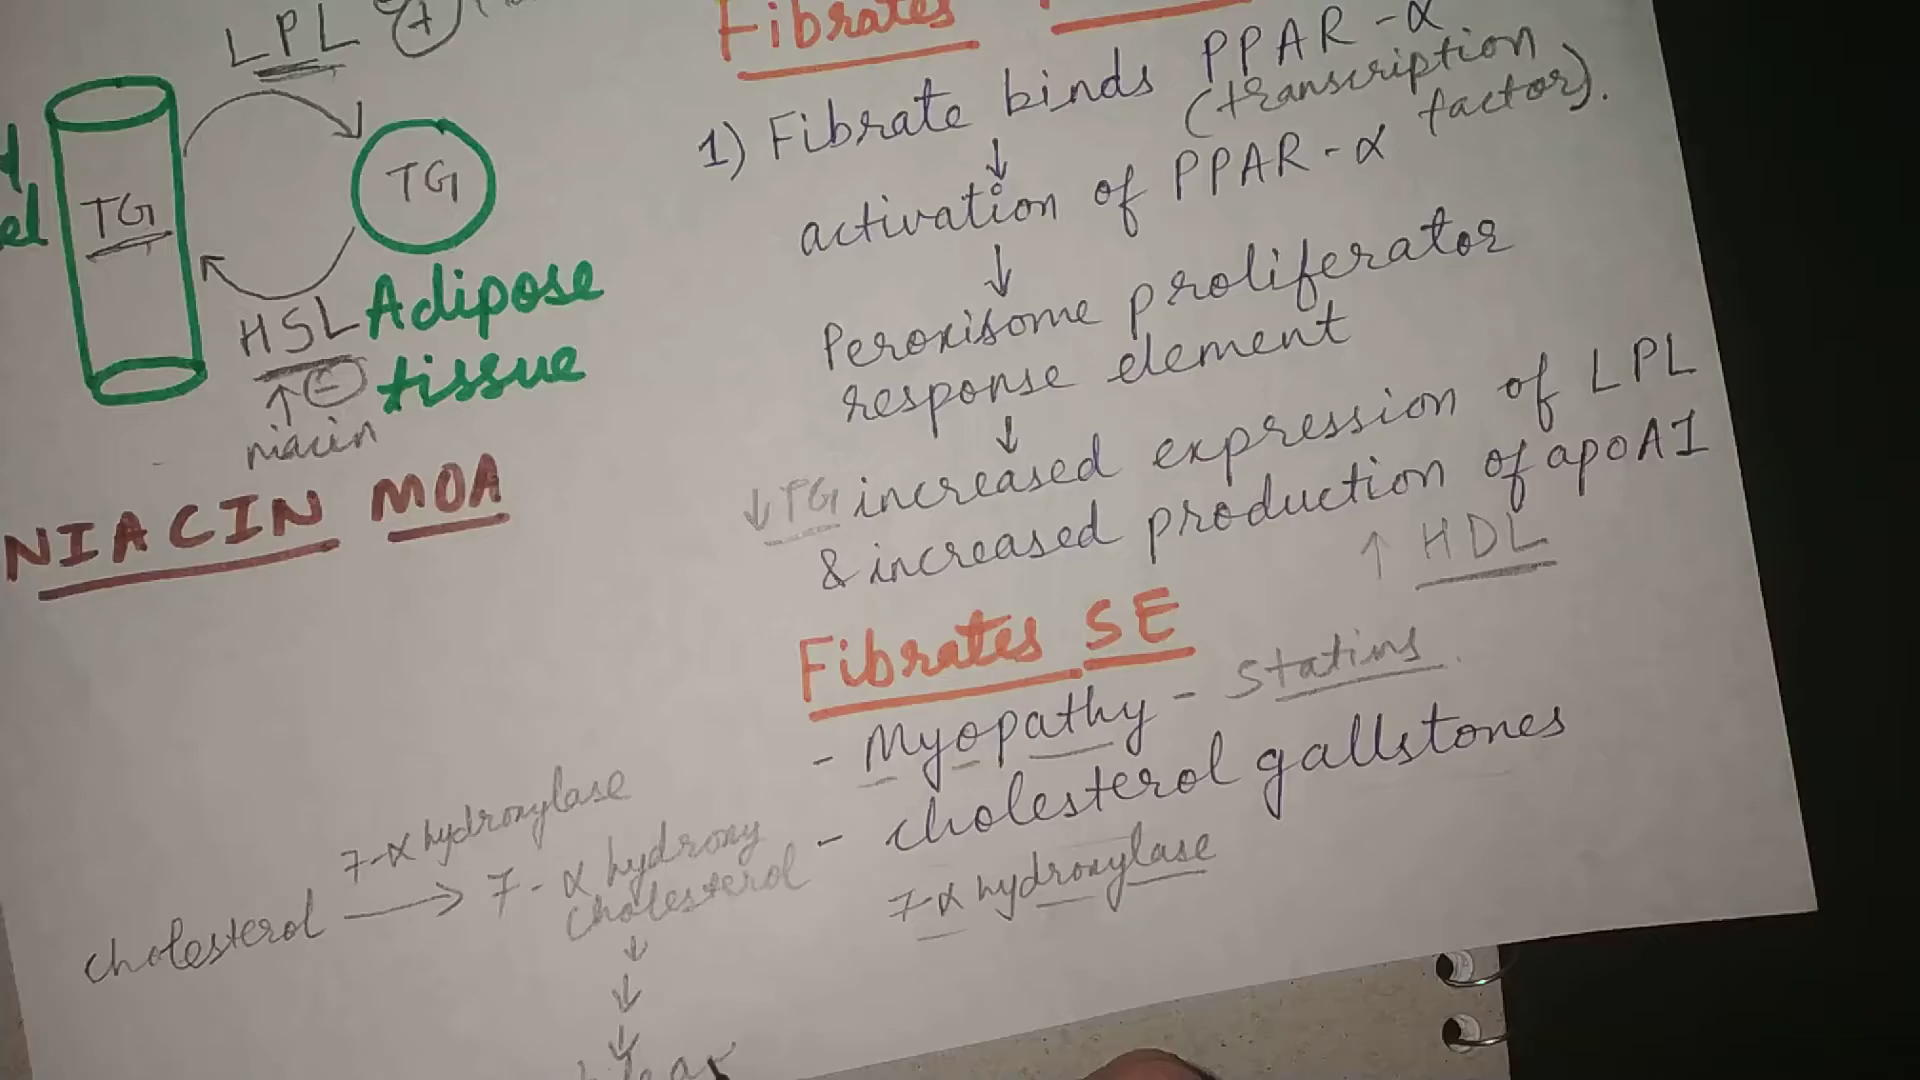 LPL +
TG
TG
HSL
Adipose
tissue
↑ -
niacin
NIACIN MOA
Fibrates
1) Fibrate binds PPAR-α
(transcription
factor).
↓
activation of PPAR-α
↓
Peroxisome proliferator
response element
↓
↓TG increased expression of LPL
& increased production of apoA1
↑ HDL
Fibrates SE
- Myopathy - statins.
- cholesterol gallstones
7-α hydroxylase
7-α hydroxylase
cholesterol → 7-α hydroxy
cholesterol
↓
↓
↓